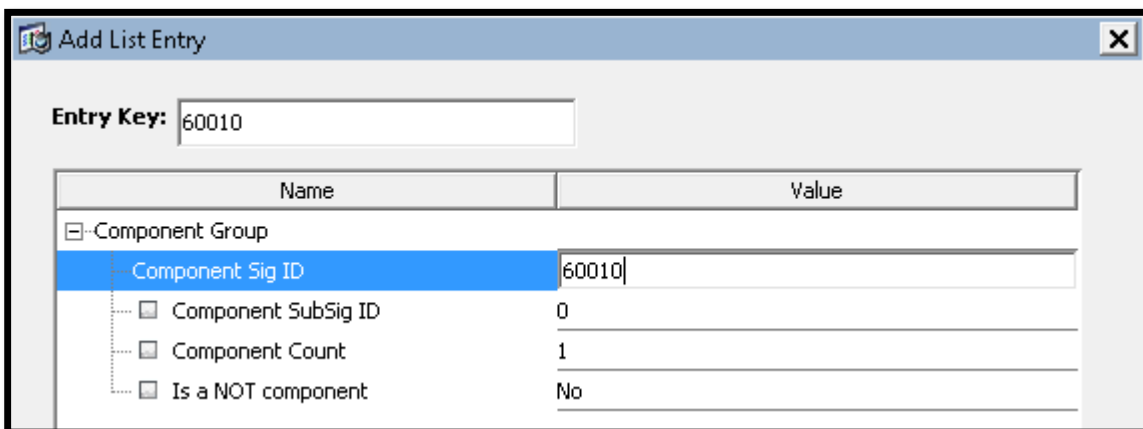 Add List Entry
Entry Key: 60010
Name Value
Component Group
Component Sig ID 60010
Component SubSig ID 0
Component Count 1
Is a NOT component No